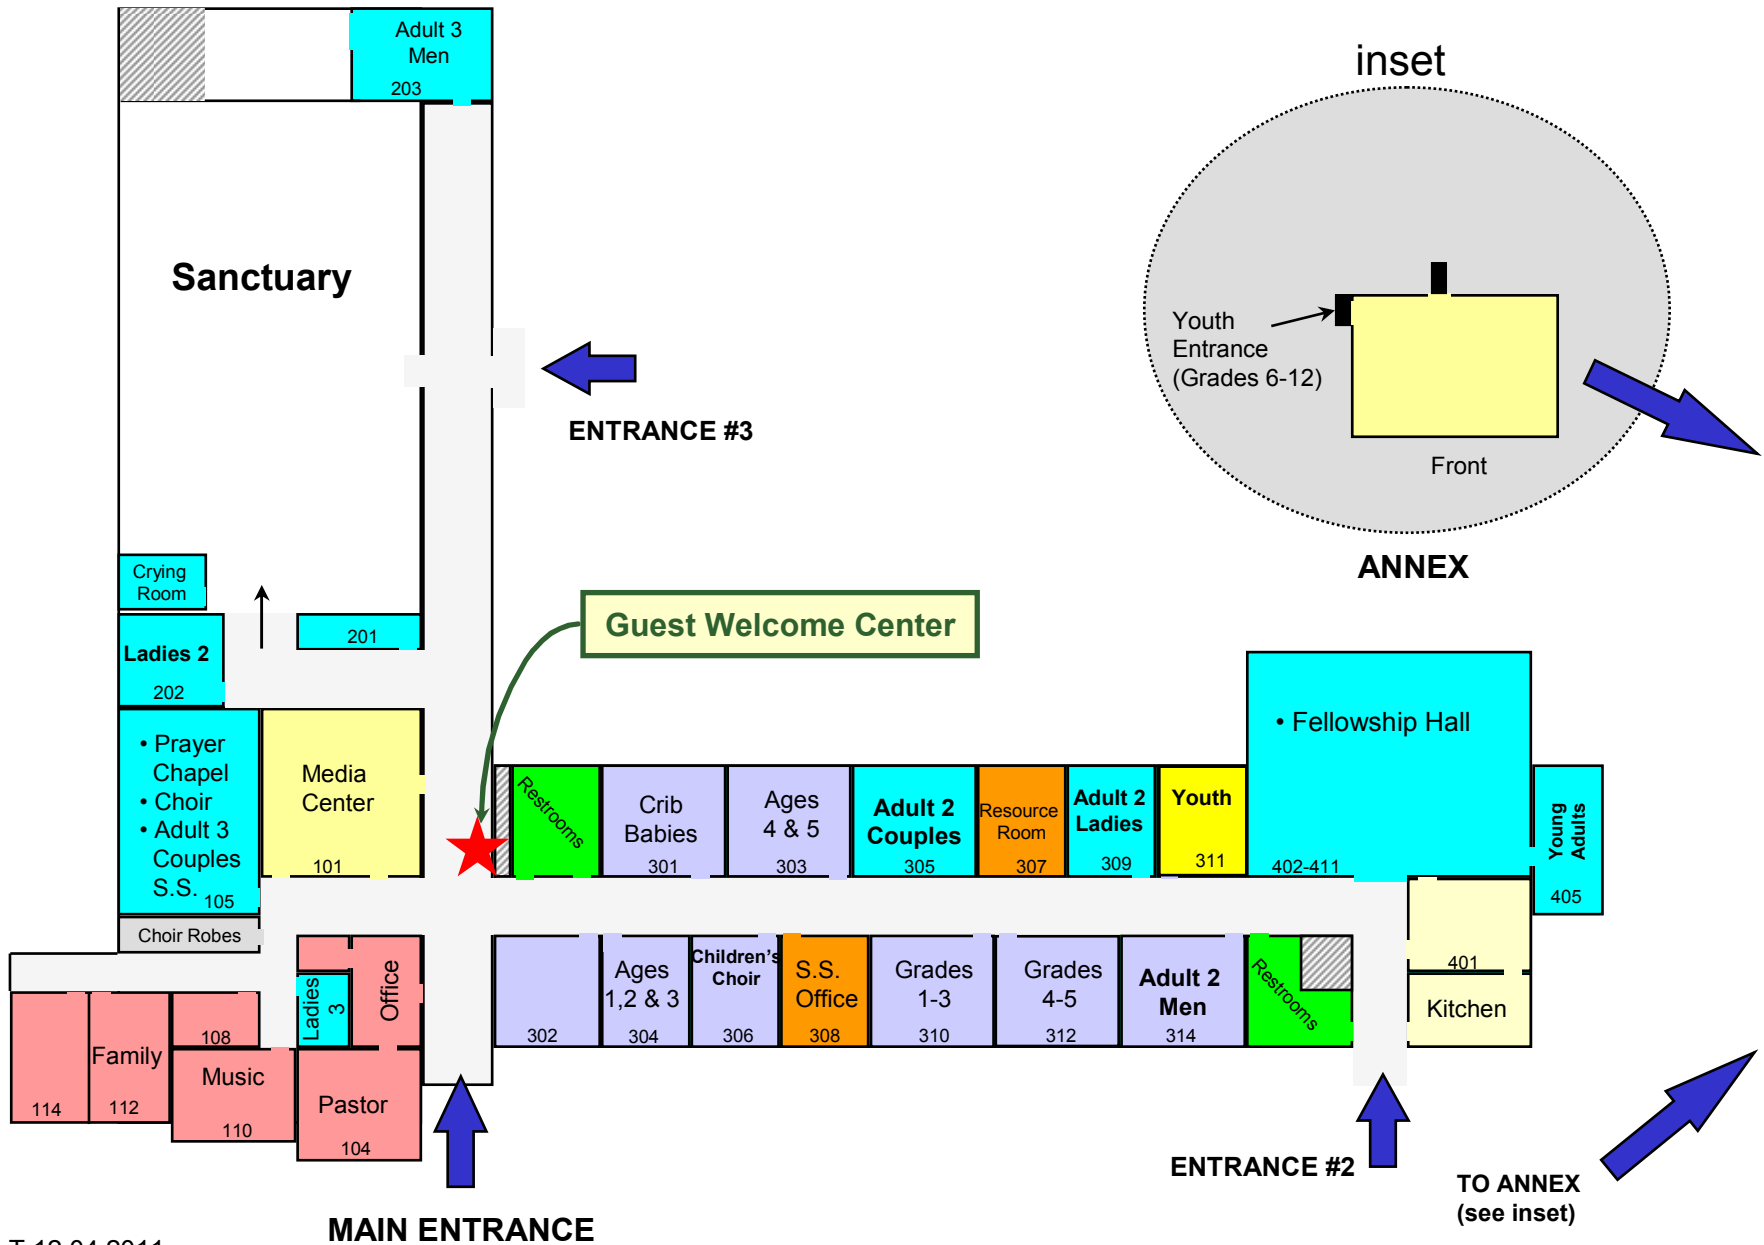 Adult 3
Men
203
inset
Sanctuary
Youth
Entrance
(Grades 6-12)
ENTRANCE #3
Front
ANNEX
Crying
Room
Guest Welcome Center
201
Ladies 2
202
• Prayer
Chapel
• Choir
• Adult 3
Couples
S.S.
105
Media
Center
101
Restrooms
Crib
Babies
301
Ages
4 & 5
303
Adult 2
Couples
305
Resource
Room
307
Adult 2
Ladies
309
Youth
311
• Fellowship Hall
402-411
Young
Adults
405
Choir Robes
Office
Ladies
3
302
Ages
1,2 & 3
304
Children's
Choir
306
S.S.
Office
308
Grades
1-3
310
Grades
4-5
312
Adult 2
Men
314
Restrooms
401
Kitchen
114
Family
112
108
Music
110
Pastor
104
ENTRANCE #2
TO ANNEX
(see inset)
MAIN ENTRANCE
T 12 04 2011